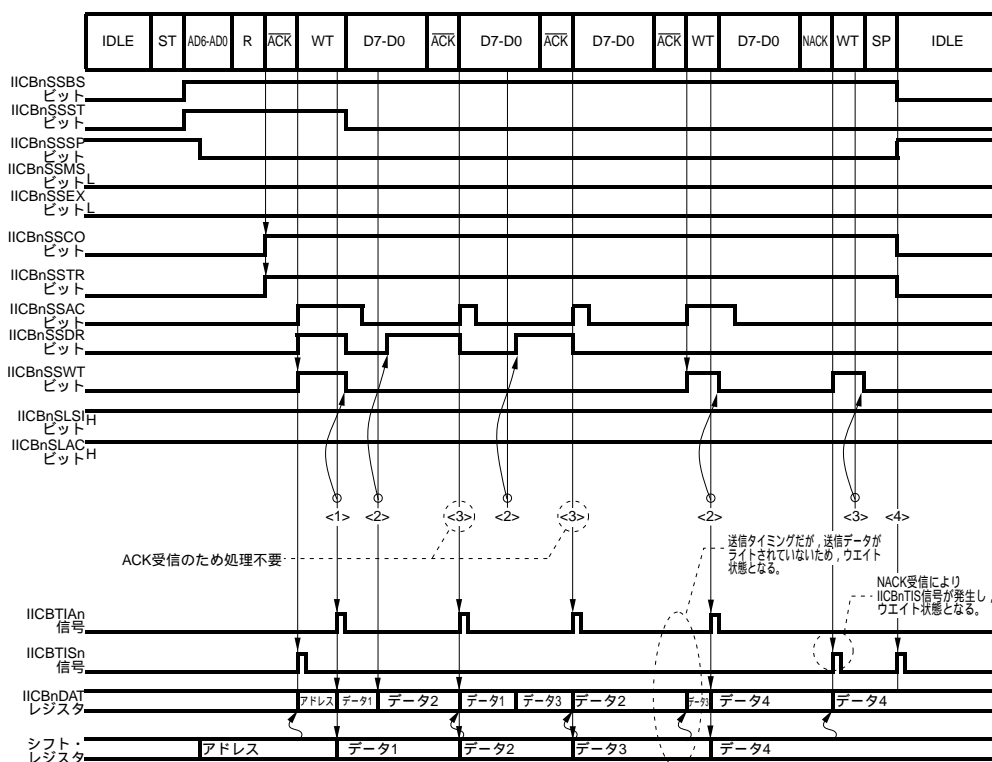 IDLE ST AD6-AD0 R ACK WT D7-D0 ACK D7-D0 ACK D7-D0 ACK WT D7-D0 NACK WT SP IDLE
IICBnSSBS
ビット
IICBnSSST
ビット
IICBnSSSP
ビット
IICBnSSMS
ビット L
IICBnSSEX
ビット L
IICBnSSCO
ビット
IICBnSSTR
ビット
IICBnSSAC
ビット
IICBnSSDR
ビット
IICBnSSWT
ビット
IICBnSLSI H
ビット
IICBnSLAC H
ビット
<1> <2> <3> <2> <3> <2> <3> <4>
ACK受信のため処理不要
送信タイミングだが，送信データが
ライトされていないため，ウエイト
状態となる。
NACK受信により
IICBnTIS信号が発生し，
ウエイト状態となる。
IICBTIAn
信号
IICBTISn
信号
IICBnDAT
レジスタ
アドレス データ1 データ2 データ1 データ3 データ2 データ3 データ4 データ4
シフト・
レジスタ
アドレス データ1 データ2 データ3 データ4